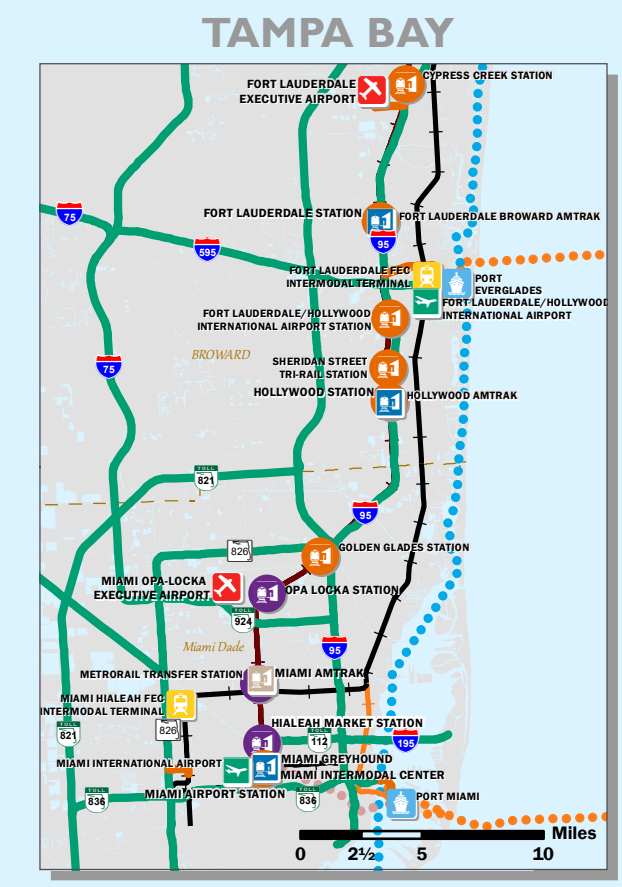 TAMPA BAY
FORT LAUDERDALE
EXECUTIVE AIRPORT
CYPRESS CREEK STATION
75
FORT LAUDERDALE STATION
FORT LAUDERDALE BROWARD AMTRAK
95
595
FORT LAUDERDALE FEC
INTERMODAL TERMINAL
PORT
EVERGLADES
FORT LAUDERDALE/HOLLYWOOD
INTERNATIONAL AIRPORT
FORT LAUDERDALE/HOLLYWOOD
INTERNATIONAL AIRPORT STATION
BROWARD
75
SHERIDAN STREET
TRI-RAIL STATION
HOLLYWOOD STATION
HOLLYWOOD AMTRAK
TOLL
821
95
826
GOLDEN GLADES STATION
MIAMI OPA-LOCKA
EXECUTIVE AIRPORT
OPA LOCKA STATION
TOLL
924
Miami Dade
95
METRORAIL TRANSFER STATION
MIAMI AMTRAK
MIAMI HIALEAH FEC
INTERMODAL TERMINAL
HIALEAH MARKET STATION
TOLL
821
826
TOLL
112
195
MIAMI INTERNATIONAL AIRPORT
MIAMI GREYHOUND
MIAMI INTERMODAL CENTER
MIAMI AIRPORT STATION
TOLL
836
TOLL
836
PORT MIAMI
Miles
0 2½ 5 10